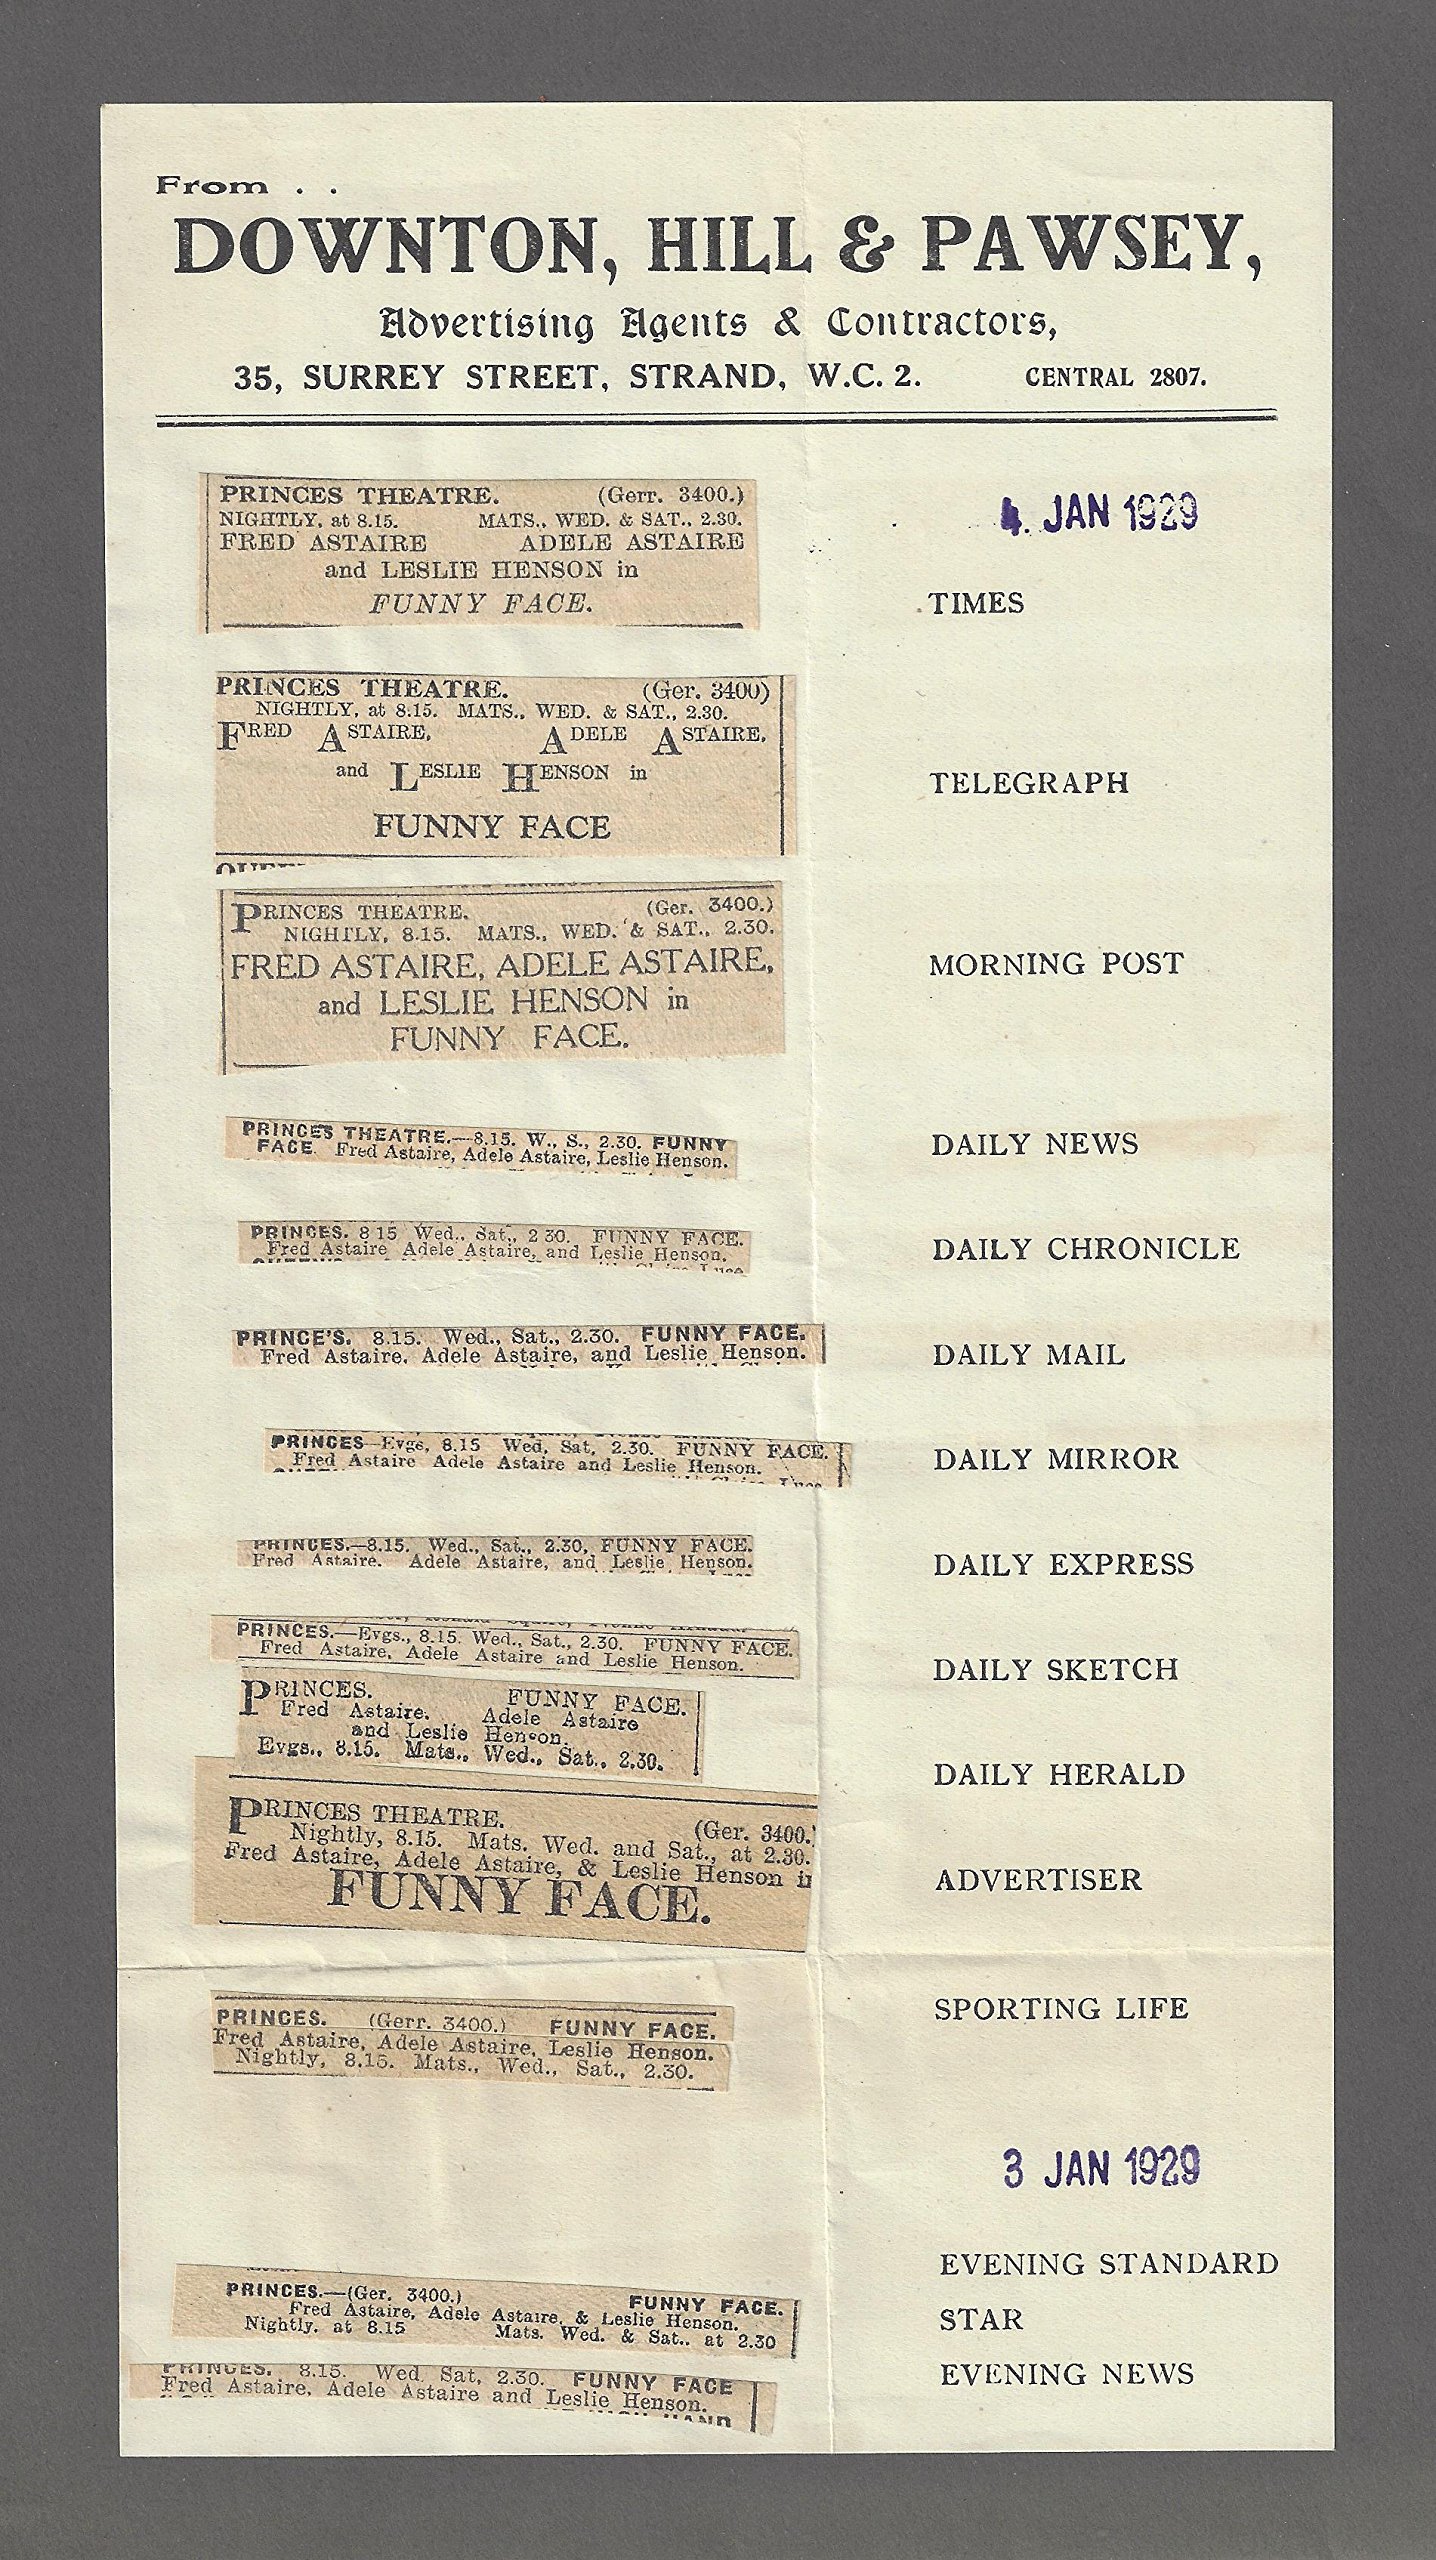 From . .
DOWNTON, HILL & PAWSEY,
Advertising Agents & Contractors,
35, SURREY STREET, STRAND, W.C. 2. CENTRAL 2807.
PRINCES THEATRE. (Gerr. 3400.)
NIGHTLY, at 8.15. MATS., WED. & SAT., 2.30.
FRED ASTAIRE ADELE ASTAIRE
and LESLIE HENSON in
FUNNY FACE.
4. JAN 1929
TIMES
PRINCES THEATRE. (Ger. 3400)
NIGHTLY, at 8.15. MATS., WED. & SAT., 2.30.
FRED ASTAIRE, ADELE ASTAIRE,
and LESLIE HENSON in
FUNNY FACE
TELEGRAPH
PRINCES THEATRE. (Ger. 3400.)
NIGHTLY, 8.15. MATS., WED. & SAT., 2.30.
FRED ASTAIRE, ADELE ASTAIRE,
and LESLIE HENSON in
FUNNY FACE.
MORNING POST
PRINCES THEATRE.—8.15. W., S., 2.30. FUNNY
FACE. Fred Astaire, Adele Astaire, Leslie Henson.
DAILY NEWS
PRINCES. 8 15 Wed., Sat., 2 30. FUNNY FACE.
Fred Astaire Adele Astaire, and Leslie Henson.
DAILY CHRONICLE
PRINCE'S. 8.15. Wed., Sat., 2.30. FUNNY FACE.
Fred Astaire, Adele Astaire, and Leslie Henson.
DAILY MAIL
PRINCES—Evgs, 8.15 Wed, Sat, 2.30. FUNNY FACE.
Fred Astaire Adele Astaire and Leslie Henson.
DAILY MIRROR
PRINCES.—8.15. Wed., Sat., 2.30, FUNNY FACE.
Fred Astaire. Adele Astaire, and Leslie Henson.
DAILY EXPRESS
PRINCES.—Evgs., 8.15. Wed., Sat., 2.30. FUNNY FACE.
Fred Astaire, Adele Astaire and Leslie Henson.
DAILY SKETCH
PRINCES. FUNNY FACE.
Fred Astaire. Adele Astaire
and Leslie Henson.
Evgs., 8.15. Mats., Wed., Sat., 2.30.
DAILY HERALD
PRINCES THEATRE. (Ger. 3400.)
Nightly, 8.15. Mats. Wed. and Sat., at 2.30.
Fred Astaire, Adele Astaire, & Leslie Henson in
FUNNY FACE.
ADVERTISER
PRINCES. (Gerr. 3400.) FUNNY FACE.
Fred Astaire, Adele Astaire, Leslie Henson.
Nightly, 8.15. Mats., Wed., Sat., 2.30.
SPORTING LIFE
3 JAN 1929
EVENING STANDARD
PRINCES.—(Ger. 3400.) FUNNY FACE.
Fred Astaire, Adele Astaire, & Leslie Henson.
Nightly, at 8.15 Mats. Wed. & Sat.. at 2.30
STAR
PRINCES. 8.15. Wed. Sat, 2.30. FUNNY FACE
Fred Astaire, Adele Astaire and Leslie Henson.
EVENING NEWS